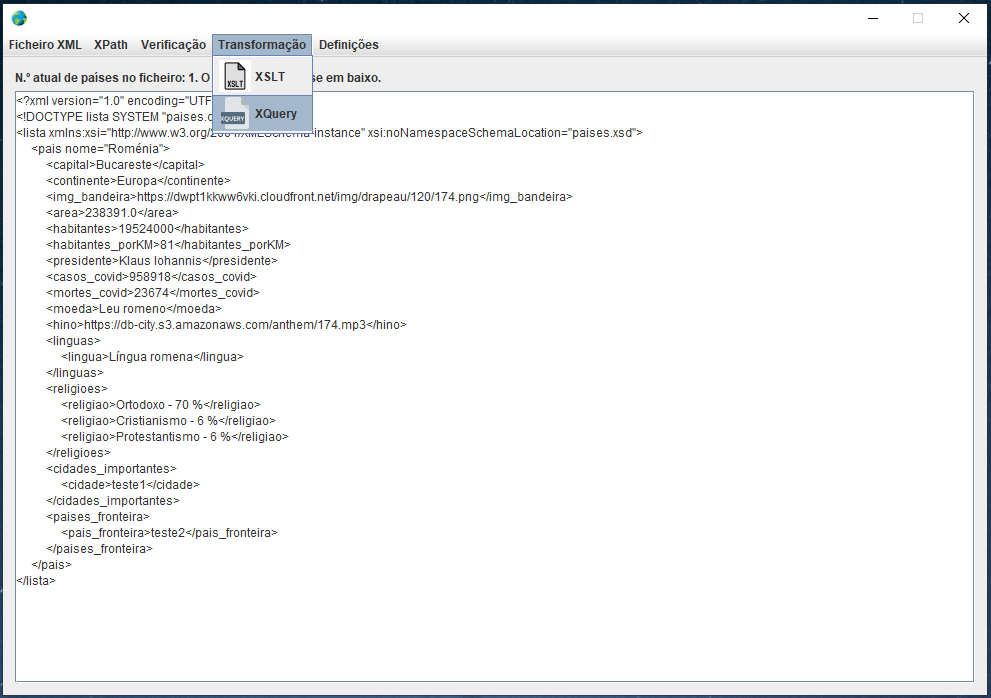 Ficheiro XML XPath Verificação Transformação Definições
XSLT XSLT
XQUERY XQuery
N.º atual de países no ficheiro: 1. O se em baixo.
<?xml version="1.0" encoding="UTF
<!DOCTYPE lista SYSTEM "paises.
<lista xmlns:xsi="http://www.w3.org/2001/XMLSchema-instance" xsi:noNamespaceSchemaLocation="paises.xsd">
<pais nome="Roménia">
<capital>Bucareste</capital>
<continente>Europa</continente>
<img_bandeira>https://dwpt1kkww6vki.cloudfront.net/img/drapeau/120/174.png</img_bandeira>
<area>238391.0</area>
<habitantes>19524000</habitantes>
<habitantes_porKM>81</habitantes_porKM>
<presidente>Klaus Iohannis</presidente>
<casos_covid>958918</casos_covid>
<mortes_covid>23674</mortes_covid>
<moeda>Leu romeno</moeda>
<hino>https://db-city.s3.amazonaws.com/anthem/174.mp3</hino>
<linguas>
<lingua>Língua romena</lingua>
</linguas>
<religioes>
<religiao>Ortodoxo - 70 %</religiao>
<religiao>Cristianismo - 6 %</religiao>
<religiao>Protestantismo - 6 %</religiao>
</religioes>
<cidades_importantes>
<cidade>teste1</cidade>
</cidades_importantes>
<paises_fronteira>
<pais_fronteira>teste2</pais_fronteira>
</paises_fronteira>
</pais>
</lista>